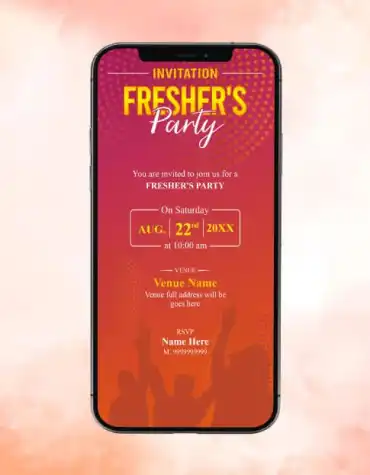 INVITATION
FRESHER'S
Party
You are invited to join us for a
FRESHER'S PARTY
On Saturday
AUG. 22nd 20XX
at 10:00 am
VENUE
Venue Name
Venue full address will be
goes here
RSVP
Name Here
M. 9999999999